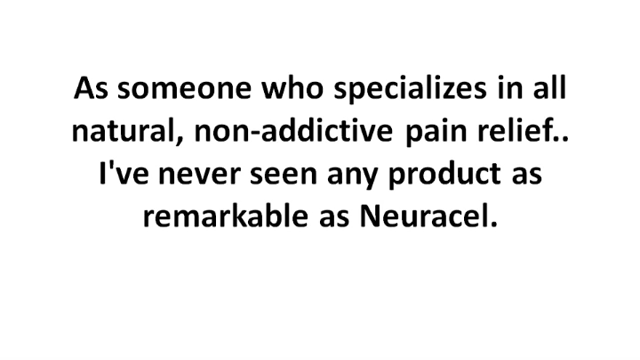 As someone who specializes in all
natural, non-addictive pain relief..
I've never seen any product as
remarkable as Neuracel.